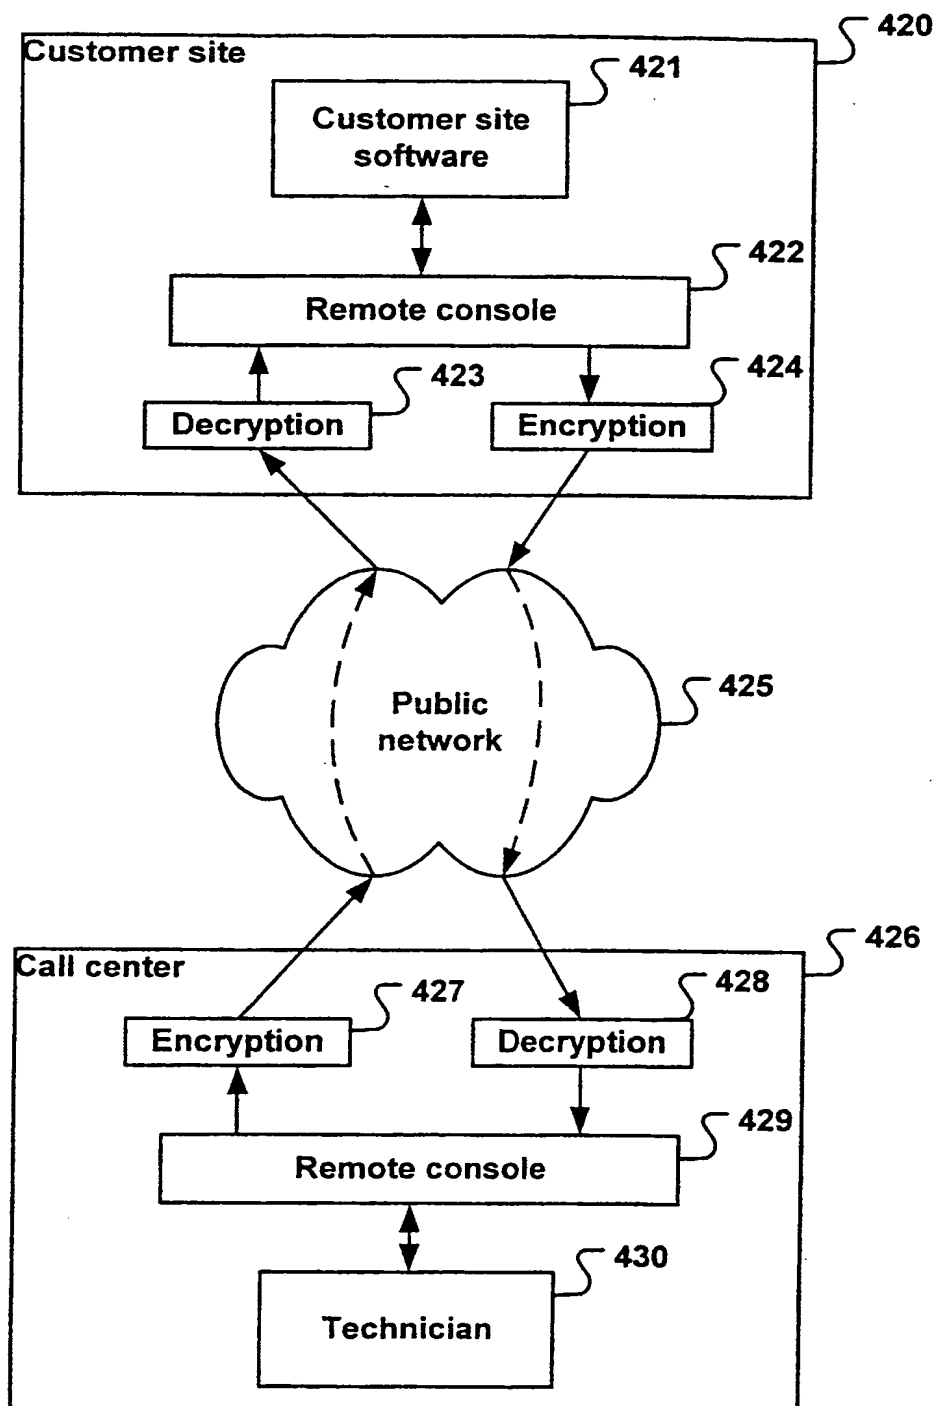 420
Customer site
421
Customer site
software
422
Remote console
423
424
Decryption
Encryption
425
Public
network
426
Call center
427
428
Encryption
Decryption
429
Remote console
430
Technician